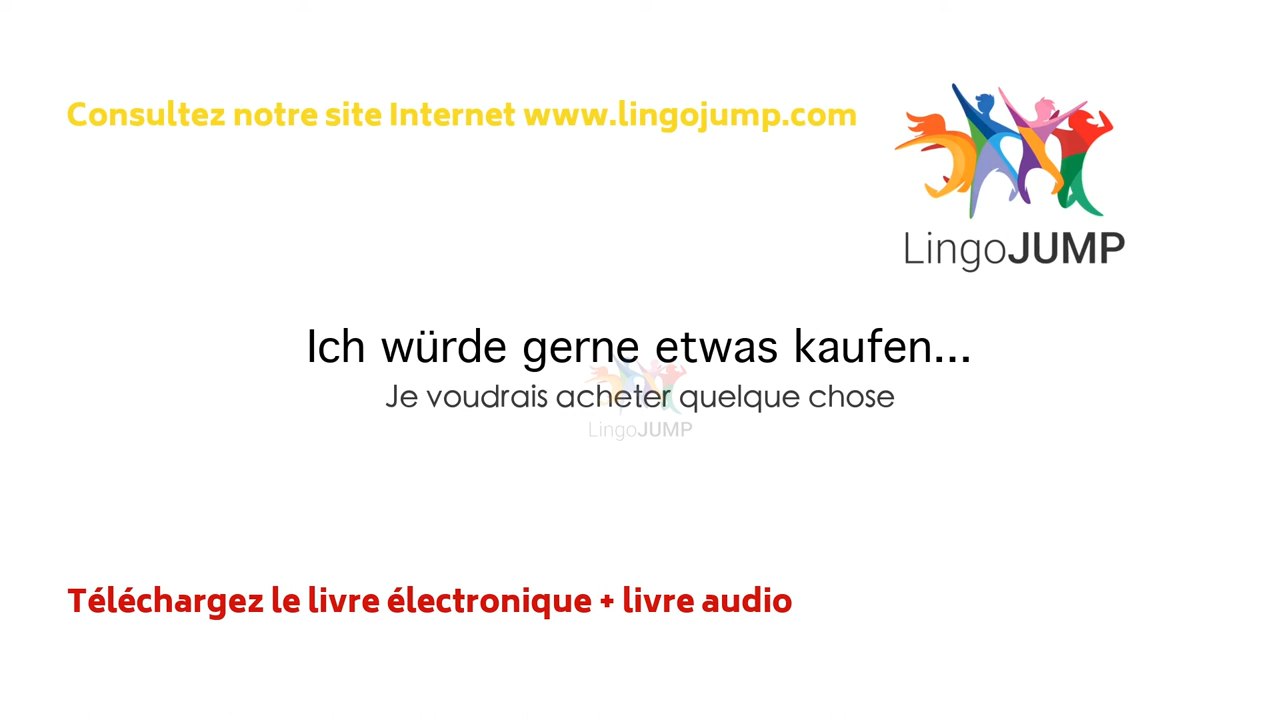 Consultez notre site Internet www.lingojump.com
LingoJUMP
Ich würde gerne etwas kaufen...
Je voudrais acheter quelque chose
LingoJUMP
Téléchargez le livre électronique + livre audio